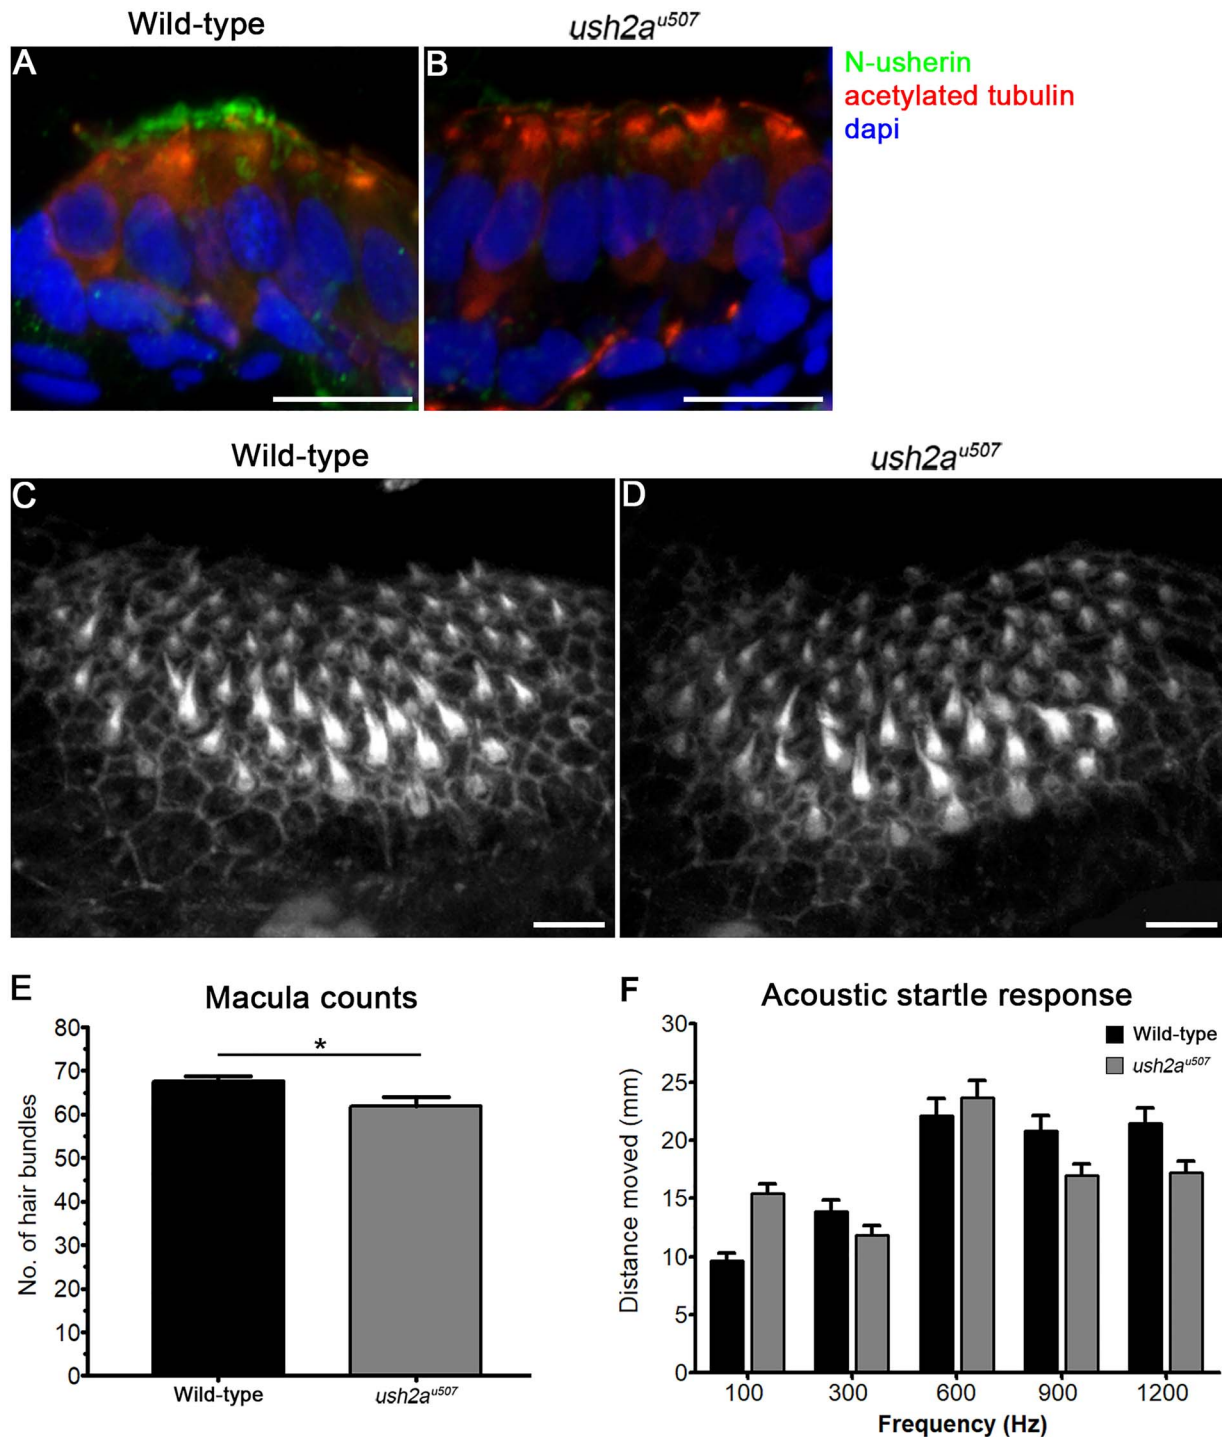 Wild-type
ush2a^u507
A
B
N-usherin
acetylated tubulin
dapi
Wild-type
ush2a^u507
C
D
E
Macula counts
*
80
70
60
50
40
30
20
10
0
No. of hair bundles
Wild-type
ush2a^u507
F
Acoustic startle response
Wild-type
ush2a^u507
30
25
20
15
10
5
0
Distance moved (mm)
100 300 600 900 1200
Frequency (Hz)